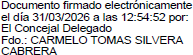 Documento firmado electrónicamente
el día 31/03/2026 a las 12:54:52 por:
El Concejal Delegado
Fdo.: CARMELO TOMAS SILVERA
CABRERA